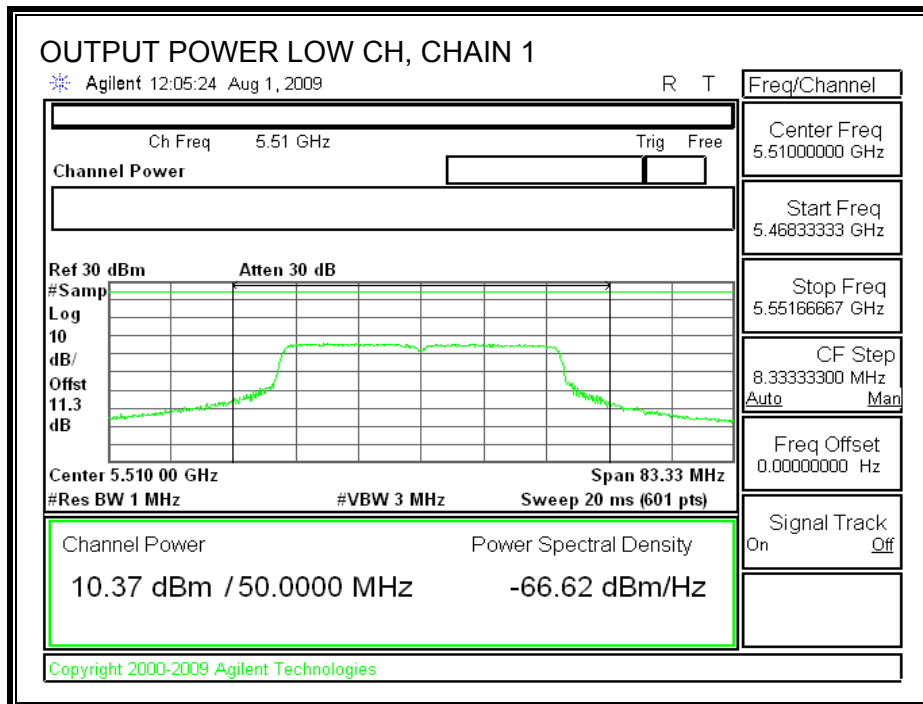 OUTPUT POWER LOW CH, CHAIN 1
Agilent 12:05:24 Aug 1, 2009 R T
Ch Freq 5.51 GHz Trig Free
Channel Power
Ref 30 dBm Atten 30 dB
#Samp
Log
10
dB/
Offst
11.3
dB
Center 5.510 00 GHz Span 83.33 MHz
#Res BW 1 MHz #VBW 3 MHz Sweep 20 ms (601 pts)
Channel Power Power Spectral Density
10.37 dBm / 50.0000 MHz -66.62 dBm/Hz
Copyright 2000-2009 Agilent Technologies
Freq/Channel
Center Freq
5.51000000 GHz
Start Freq
5.46833333 GHz
Stop Freq
5.55166667 GHz
CF Step
8.33333300 MHz
Auto Man
Freq Offset
0.00000000 Hz
Signal Track
On Off